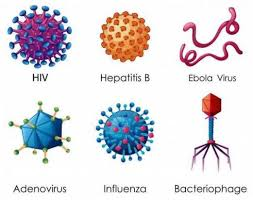 HIV
Hepatitis B
Ebola Virus
Adenovirus
Influenza
Bacteriophage